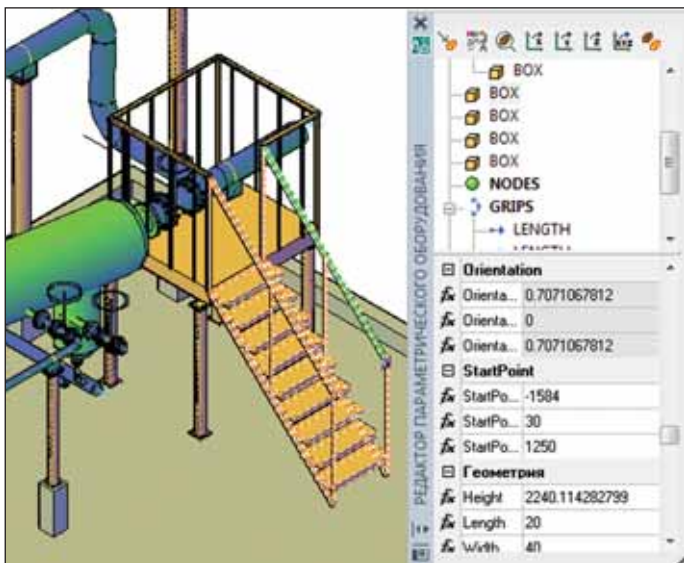 РЕДАКТОР ПАРАМЕТРИЧЕСКОГО ОБОРУДОВАНИЯ
BOX
BOX
BOX
BOX
BOX
NODES
GRIPS
LENGTH
LENGTH
Orientation
Orienta... 0.7071067812
Orienta... 0
Orienta... 0.7071067812
StartPoint
StartPo... -1584
StartPo... 30
StartPo... 1250
Геометрия
Height 2240.114282799
Length 20
Width 40